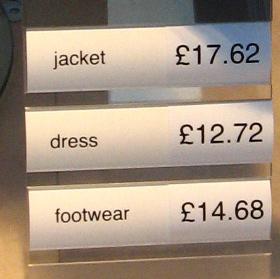 jacket £17.62
dress £12.72
footwear £14.68